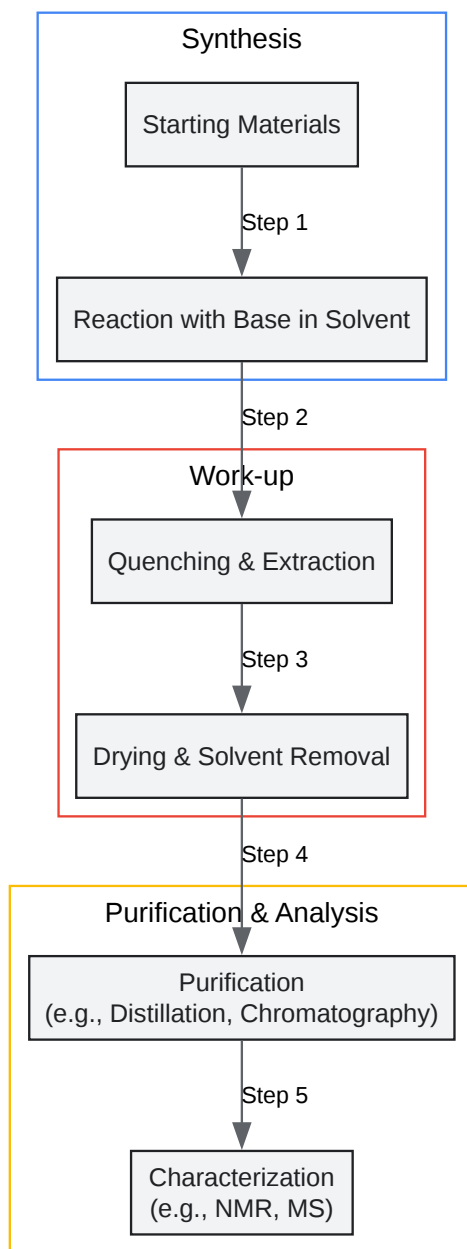 Synthesis
Starting Materials
Step 1
Reaction with Base in Solvent
Step 2
Work-up
Quenching & Extraction
Step 3
Drying & Solvent Removal
Step 4
Purification & Analysis
Purification
(e.g., Distillation, Chromatography)
Step 5
Characterization
(e.g., NMR, MS)